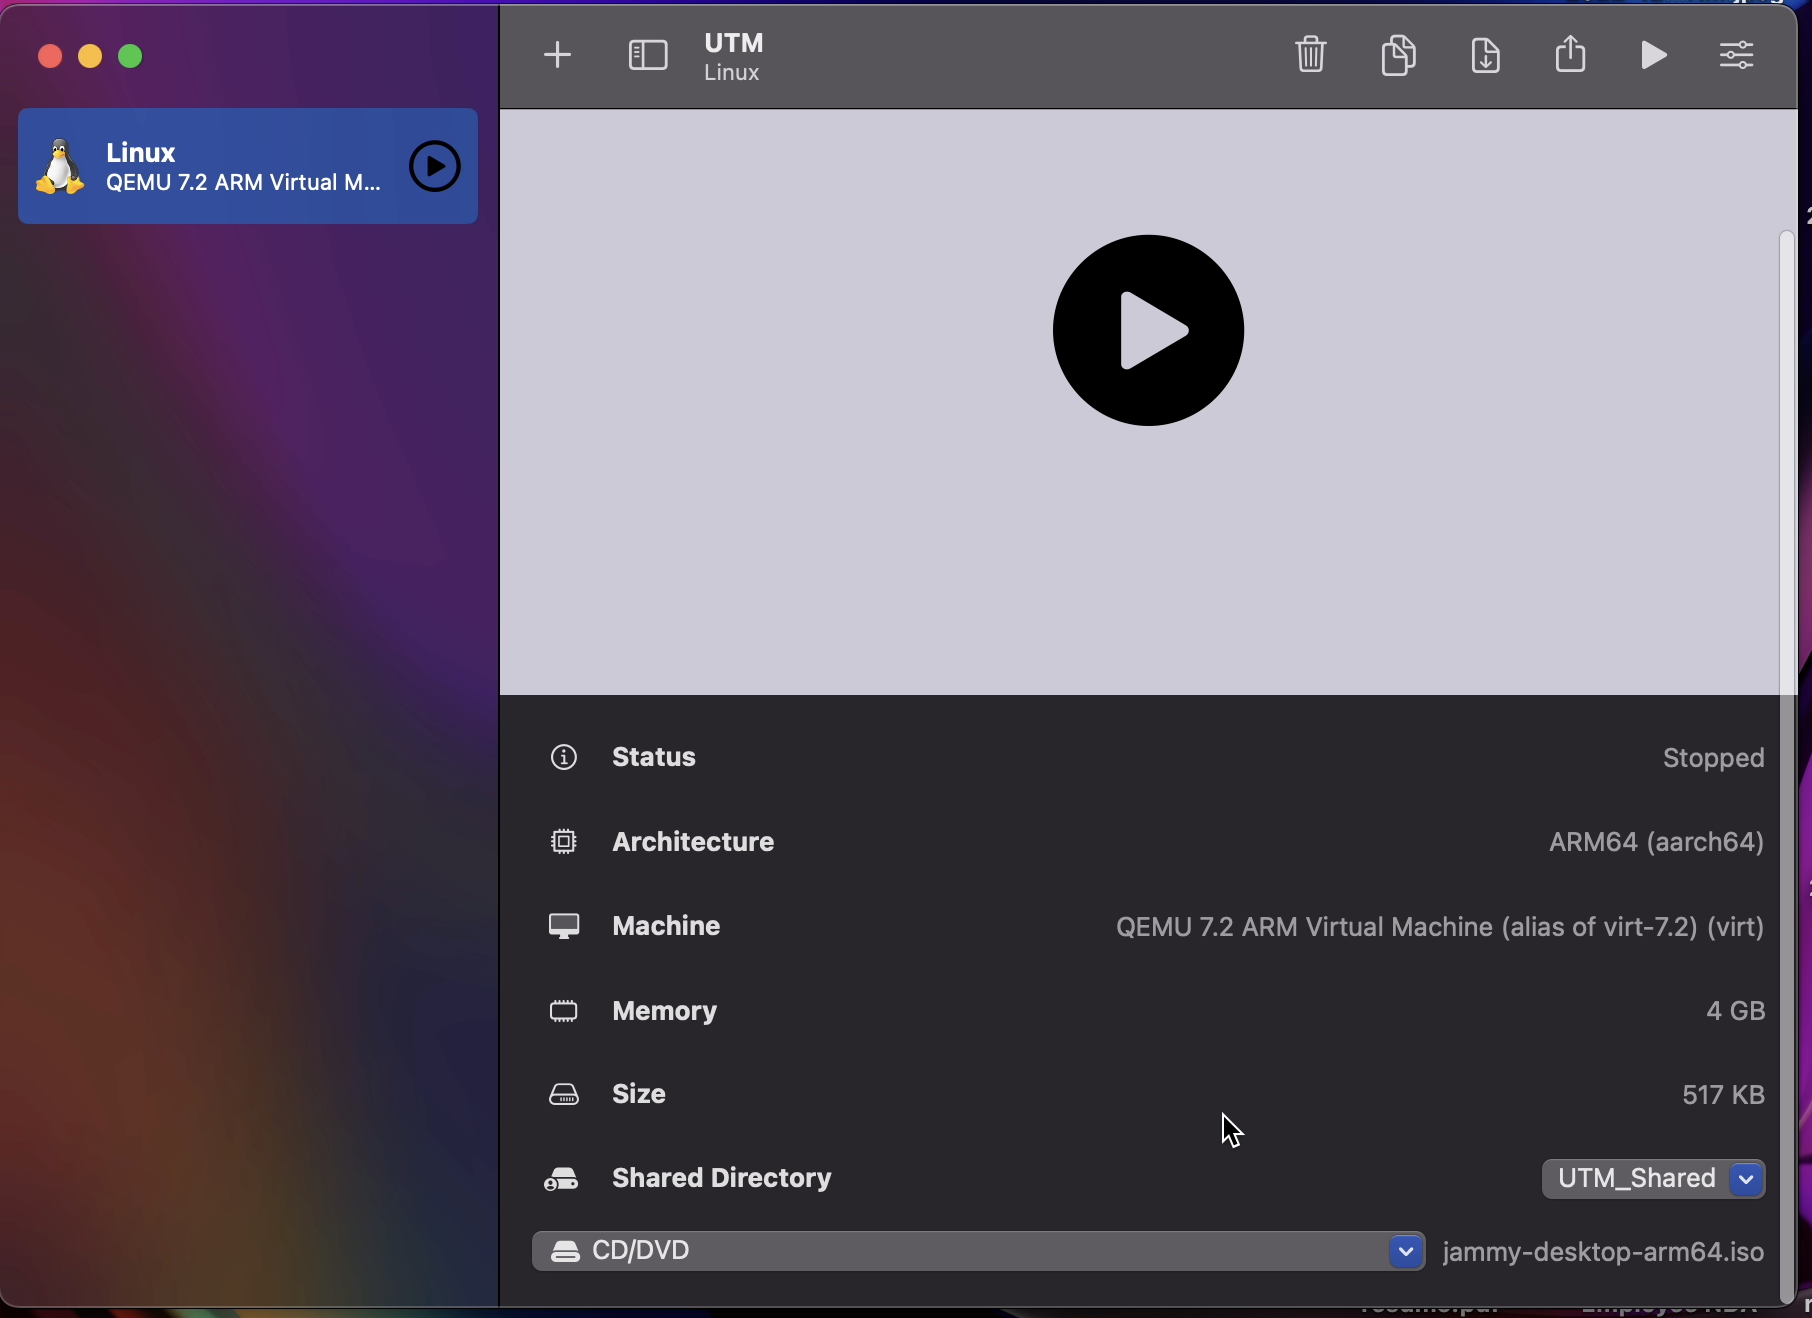 UTM
Linux
Linux
QEMU 7.2 ARM Virtual M...
Status
Stopped
Architecture
ARM64 (aarch64)
Machine
QEMU 7.2 ARM Virtual Machine (alias of virt-7.2) (virt)
Memory
4 GB
Size
517 KB
Shared Directory
UTM_Shared
CD/DVD
jammy-desktop-arm64.iso